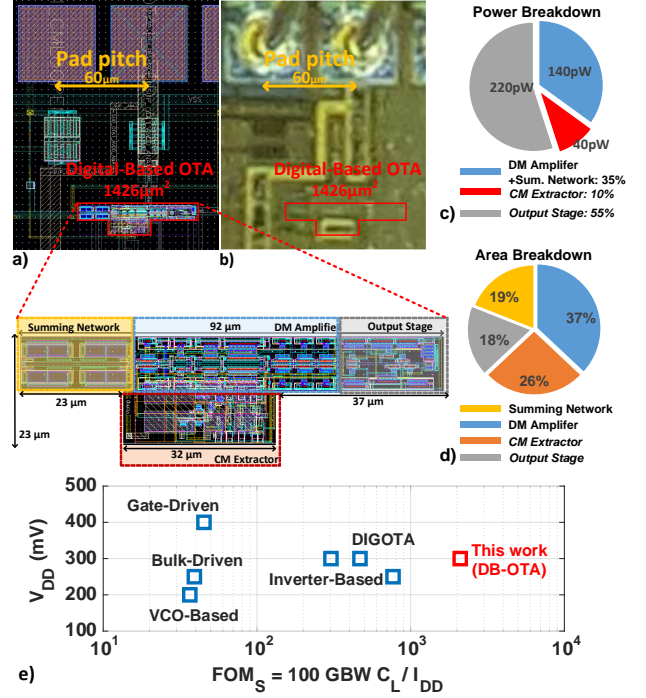 Pad pitch
60μm
Digital-Based OTA
1426μm²
a)
Pad pitch
60μm
Digital-Based OTA
1426μm²
b)
Power Breakdown
140pW
220pW
40pW
DM Amplifer
+Sum. Network: 35%
CM Extractor: 10%
Output Stage: 55%
c)
Area Breakdown
19%
37%
18%
26%
Summing Network
DM Amplifer
CM Extractor
Output Stage
d)
Summing Network
92 μm
DM Amplifie
Output Stage
23 μm
37 μm
23 μm
32 μm
CM Extractor
500
400
300
200
100
V_DD (mV)
Gate-Driven
Bulk-Driven
VCO-Based
DIGOTA
Inverter-Based
This work
(DB-OTA)
10¹
10²
10³
10⁴
e)
FOM_S = 100 GBW C_L / I_DD